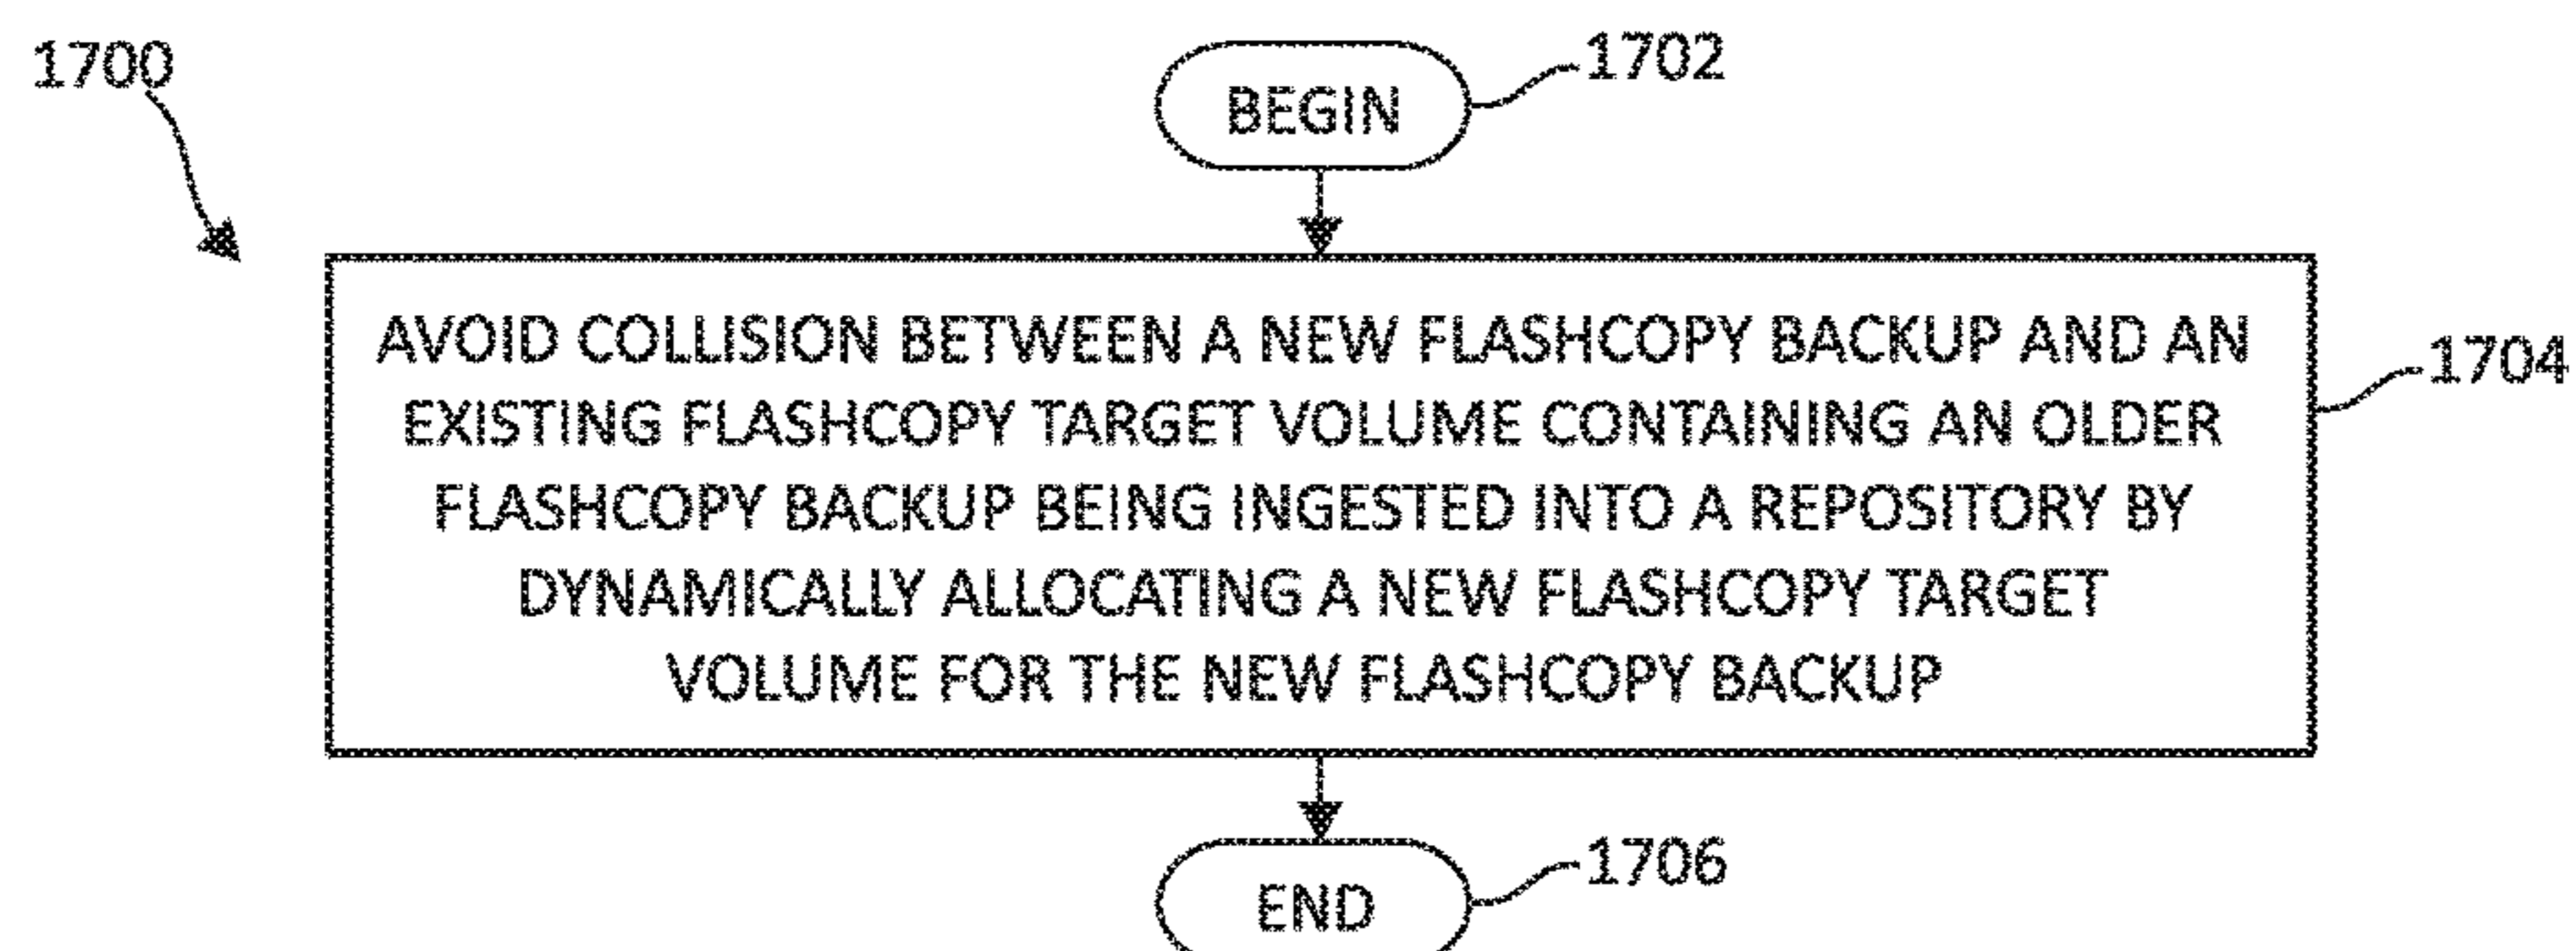 1700
BEGIN
1702
AVOID COLLISION BETWEEN A NEW FLASHCOPY BACKUP AND AN
EXISTING FLASHCOPY TARGET VOLUME CONTAINING AN OLDER
FLASHCOPY BACKUP BEING INGESTED INTO A REPOSITORY BY
DYNAMICALLY ALLOCATING A NEW FLASHCOPY TARGET
VOLUME FOR THE NEW FLASHCOPY BACKUP
1704
END
1706